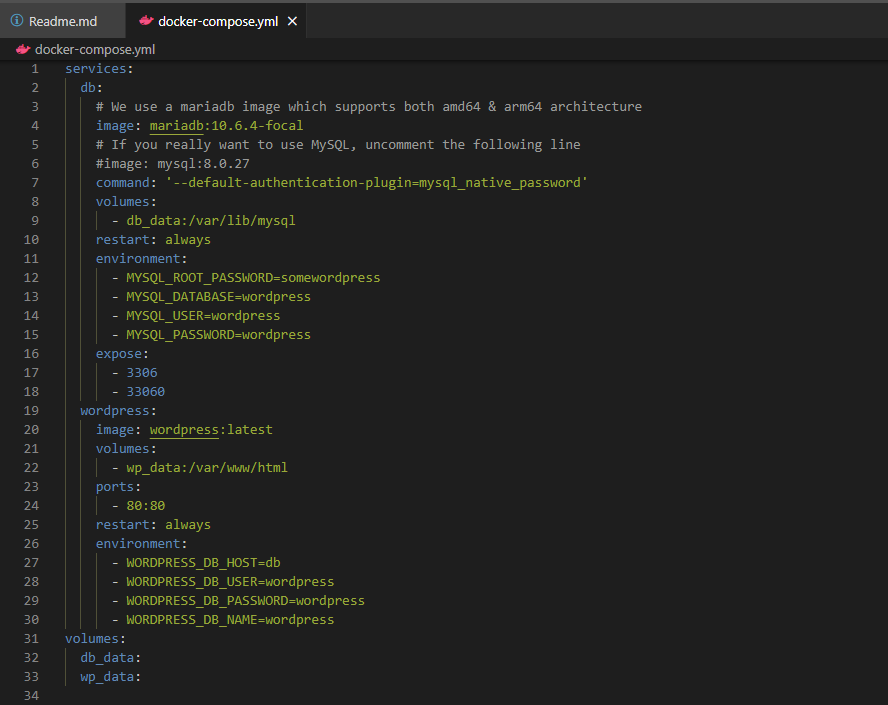 Readme.md docker-compose.yml
docker-compose.yml
1 services:
2   db:
3     # We use a mariadb image which supports both amd64 & arm64 architecture
4     image: mariadb:10.6.4-focal
5     # If you really want to use MySQL, uncomment the following line
6     #image: mysql:8.0.27
7     command: '--default-authentication-plugin=mysql_native_password'
8     volumes:
9       - db_data:/var/lib/mysql
10     restart: always
11     environment:
12       - MYSQL_ROOT_PASSWORD=somewordpress
13       - MYSQL_DATABASE=wordpress
14       - MYSQL_USER=wordpress
15       - MYSQL_PASSWORD=wordpress
16     expose:
17       - 3306
18       - 33060
19   wordpress:
20     image: wordpress:latest
21     volumes:
22       - wp_data:/var/www/html
23     ports:
24       - 80:80
25     restart: always
26     environment:
27       - WORDPRESS_DB_HOST=db
28       - WORDPRESS_DB_USER=wordpress
29       - WORDPRESS_DB_PASSWORD=wordpress
30       - WORDPRESS_DB_NAME=wordpress
31 volumes:
32   db_data:
33   wp_data:
34